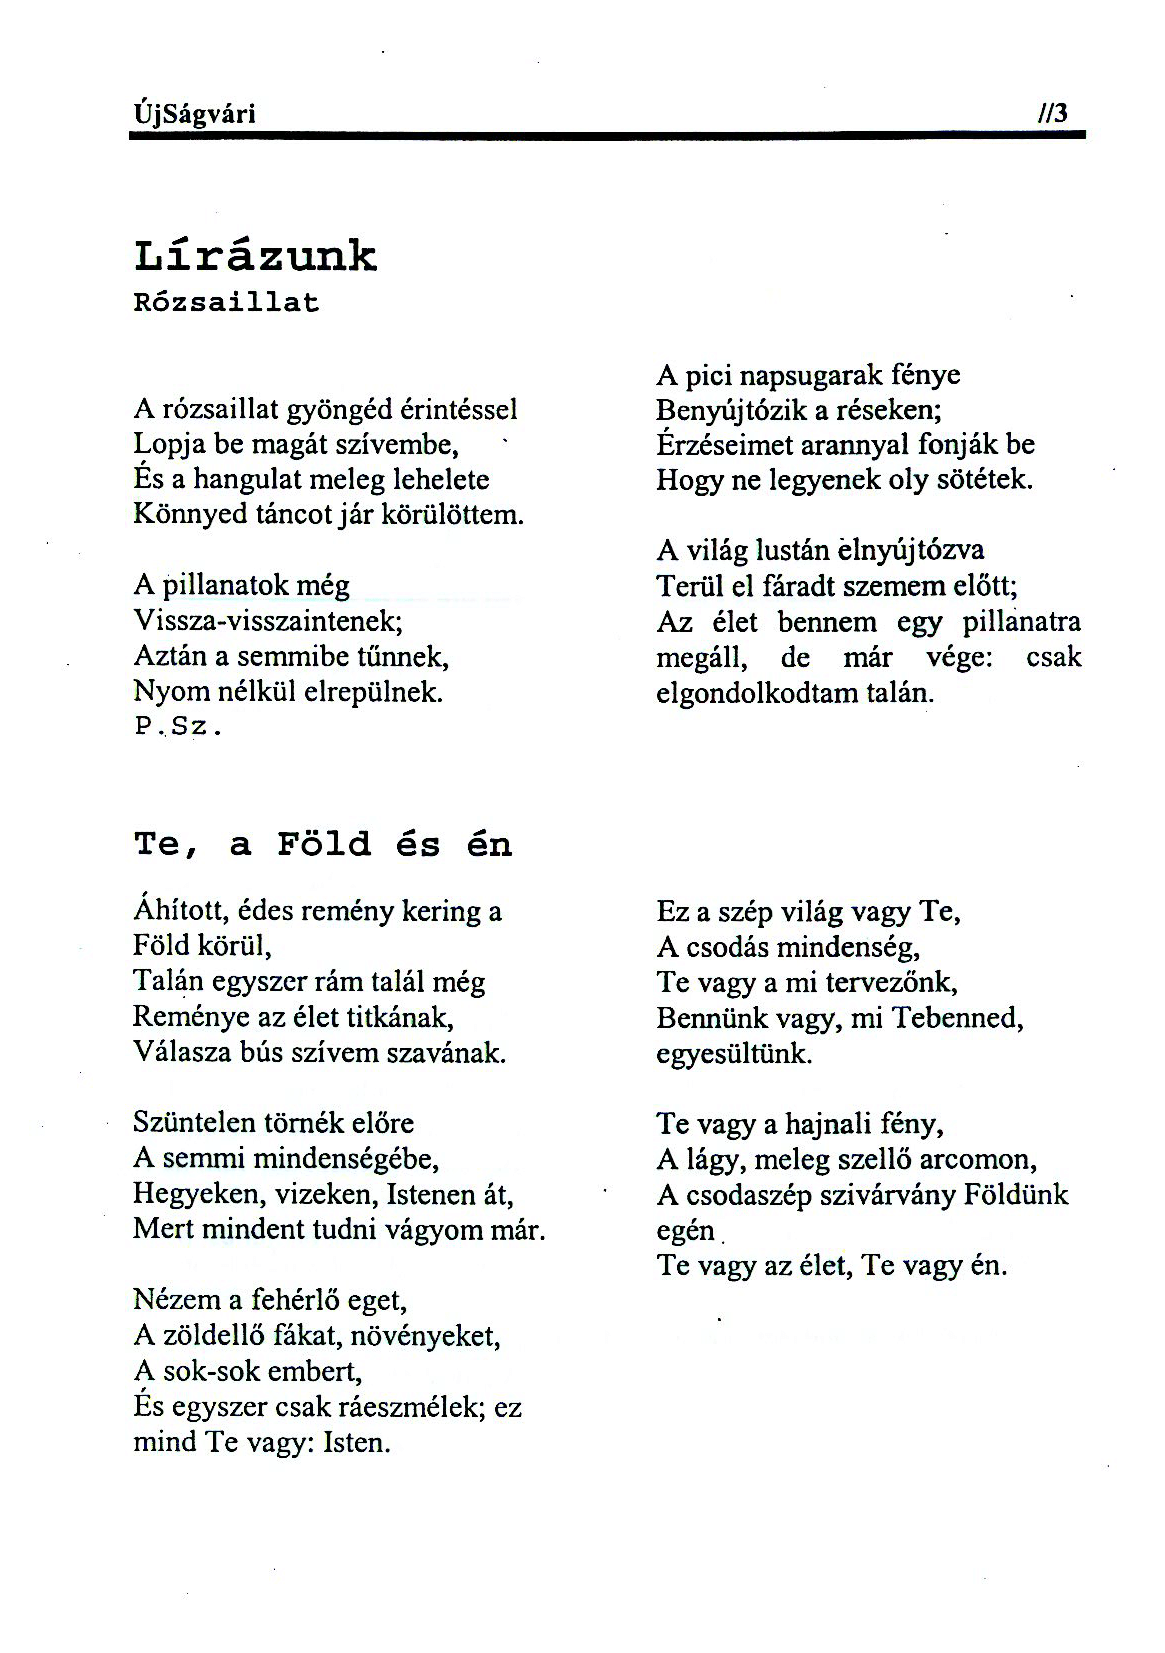 ÚjSágvári //3
Lírázunk
Rózsaillat
A rózsaillat gyöngéd érintéssel
Lopja be magát szívembe,
És a hangulat meleg lehelete
Könnyed táncot jár körülöttem.
A pillanatok még
Vissza-visszaintenek;
Aztán a semmibe tűnnek,
Nyom nélkül elrepülnek.
P.Sz.
A pici napsugarak fénye
Benyújtózik a réseken;
Érzéseimet arannyal fonják be
Hogy ne legyenek oly sötétek.
A világ lustán elnyújtózva
Terül el fáradt szemem előtt;
Az élet bennem egy pillanatra
megáll, de már vége: csak
elgondolkodtam talán.
Te, a Föld és én
Áhított, édes remény kering a
Föld körül,
Talán egyszer rám talál még
Reménye az élet titkának,
Válasza bús szívem szavának.
Szüntelen törnék előre
A semmi mindenségébe,
Hegyeken, vizeken, Istenen át,
Mert mindent tudni vágyom már.
Nézem a fehérlő eget,
A zöldellő fákat, növényeket,
A sok-sok embert,
És egyszer csak ráeszmélek; ez
mind Te vagy: Isten.
Ez a szép világ vagy Te,
A csodás mindenség,
Te vagy a mi tervezőnk,
Bennünk vagy, mi Tebenned,
egyesültünk.
Te vagy a hajnali fény,
A lágy, meleg szellő arcomon,
A csodaszép szivárvány Földünk
egén.
Te vagy az élet, Te vagy én.